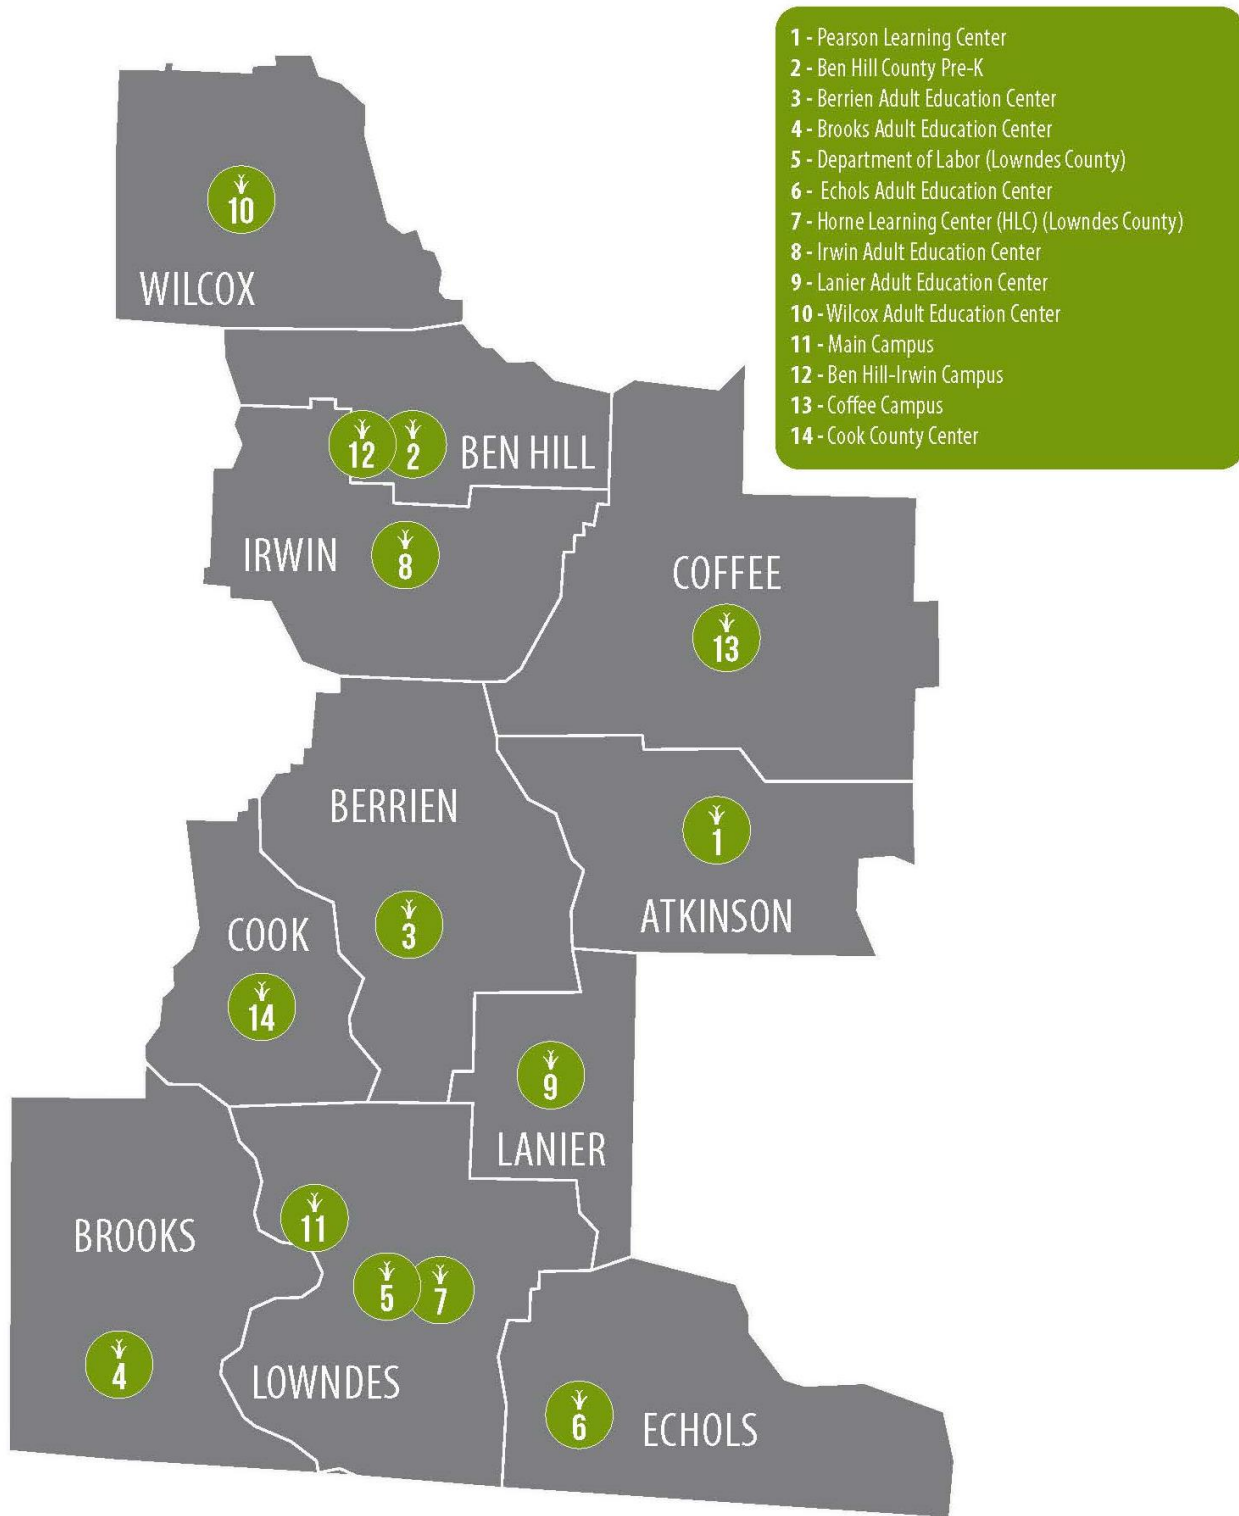 1 - Pearson Learning Center
2 - Ben Hill County Pre-K
3 - Berrien Adult Education Center
4 - Brooks Adult Education Center
5 - Department of Labor (Lowndes County)
6 - Echols Adult Education Center
7 - Horne Learning Center (HLC) (Lowndes County)
8 - Irwin Adult Education Center
9 - Lanier Adult Education Center
10 - Wilcox Adult Education Center
11 - Main Campus
12 - Ben Hill-Irwin Campus
13 - Coffee Campus
14 - Cook County Center
10
WILCOX
12
2
BEN HILL
IRWIN
8
COFFEE
13
BERRIEN
1
ATKINSON
3
COOK
14
9
LANIER
11
BROOKS
5
7
4
LOWNDES
6
ECHOLS